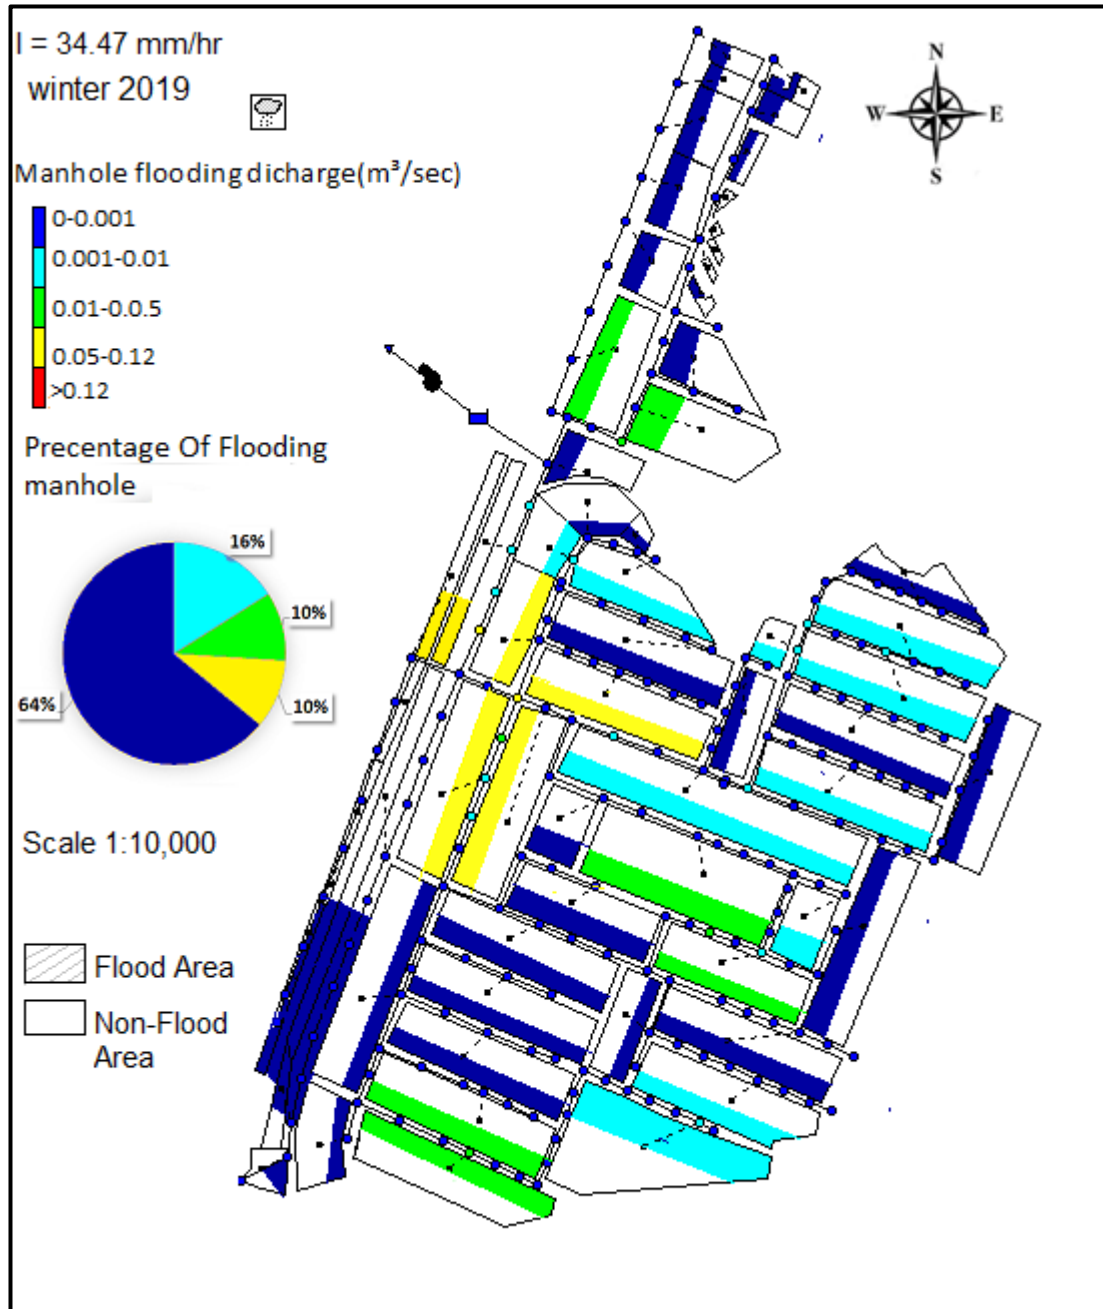 I = 34.47 mm/hr
winter 2019
N
W
E
S
Manhole flooding dicharge(m³/sec)
0-0.001
0.001-0.01
0.01-0.0.5
0.05-0.12
>0.12
Precentage Of Flooding
manhole
16%
10%
10%
64%
Scale 1:10,000
Flood Area
Non-Flood
Area